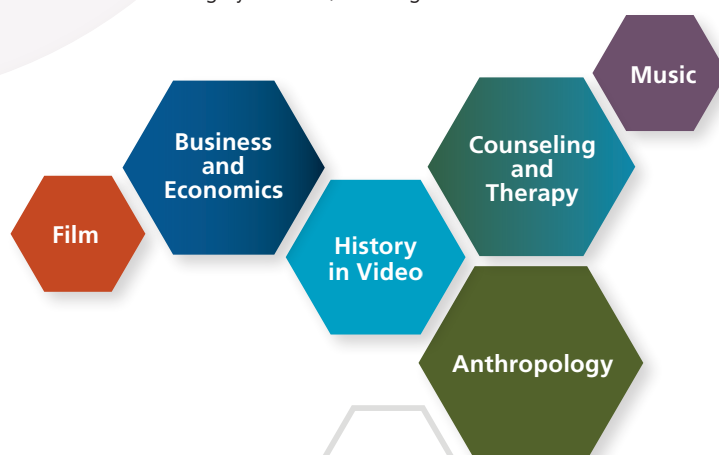 Music
Business
and
Economics
Counseling
and
Therapy
Film
History
in Video
Anthropology